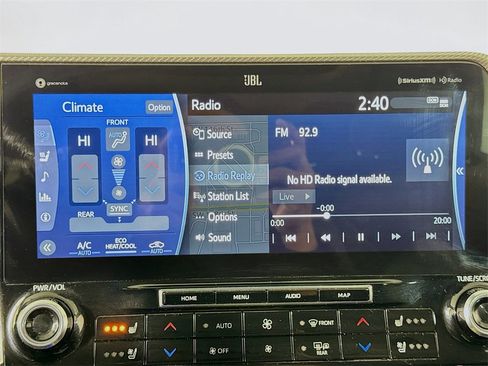 gracenote JBL SiriusXM HD Radio
Climate Option Radio 2:40
FRONT
HI AUTO HI
Source FM 92.9
Presets
Radio Replay No HD Radio signal available.
Station List Live
SYNC
REAR Options -0:00
0:00 20:00
Sound
A/C AUTO ECO HEAT/COOL AUTO
PWR/VOL TUNE/SCR
HOME MENU AUDIO MAP
AUTO FRONT
OFF REAR